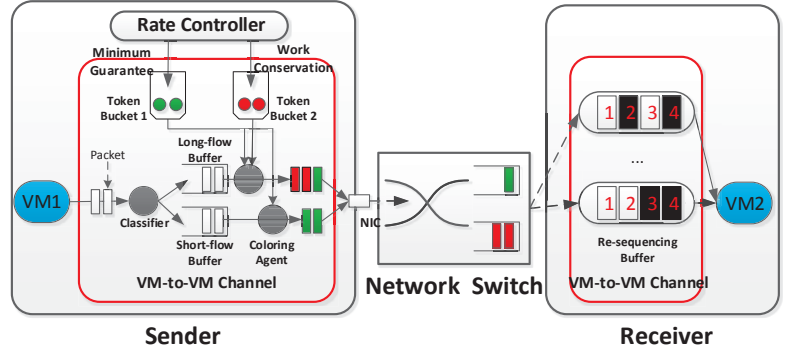 Rate Controller
Minimum
Guarantee
Work
Conservation
Token
Bucket 1
Token
Bucket 2
Long-flow
Buffer
Packet
VM1
Classifier
NIC
Short-flow
Buffer
Coloring
Agent
VM-to-VM Channel
Sender
Network Switch
1 2 3 4
...
1 2 3 4
VM2
Re-sequencing
Buffer
VM-to-VM Channel
Receiver